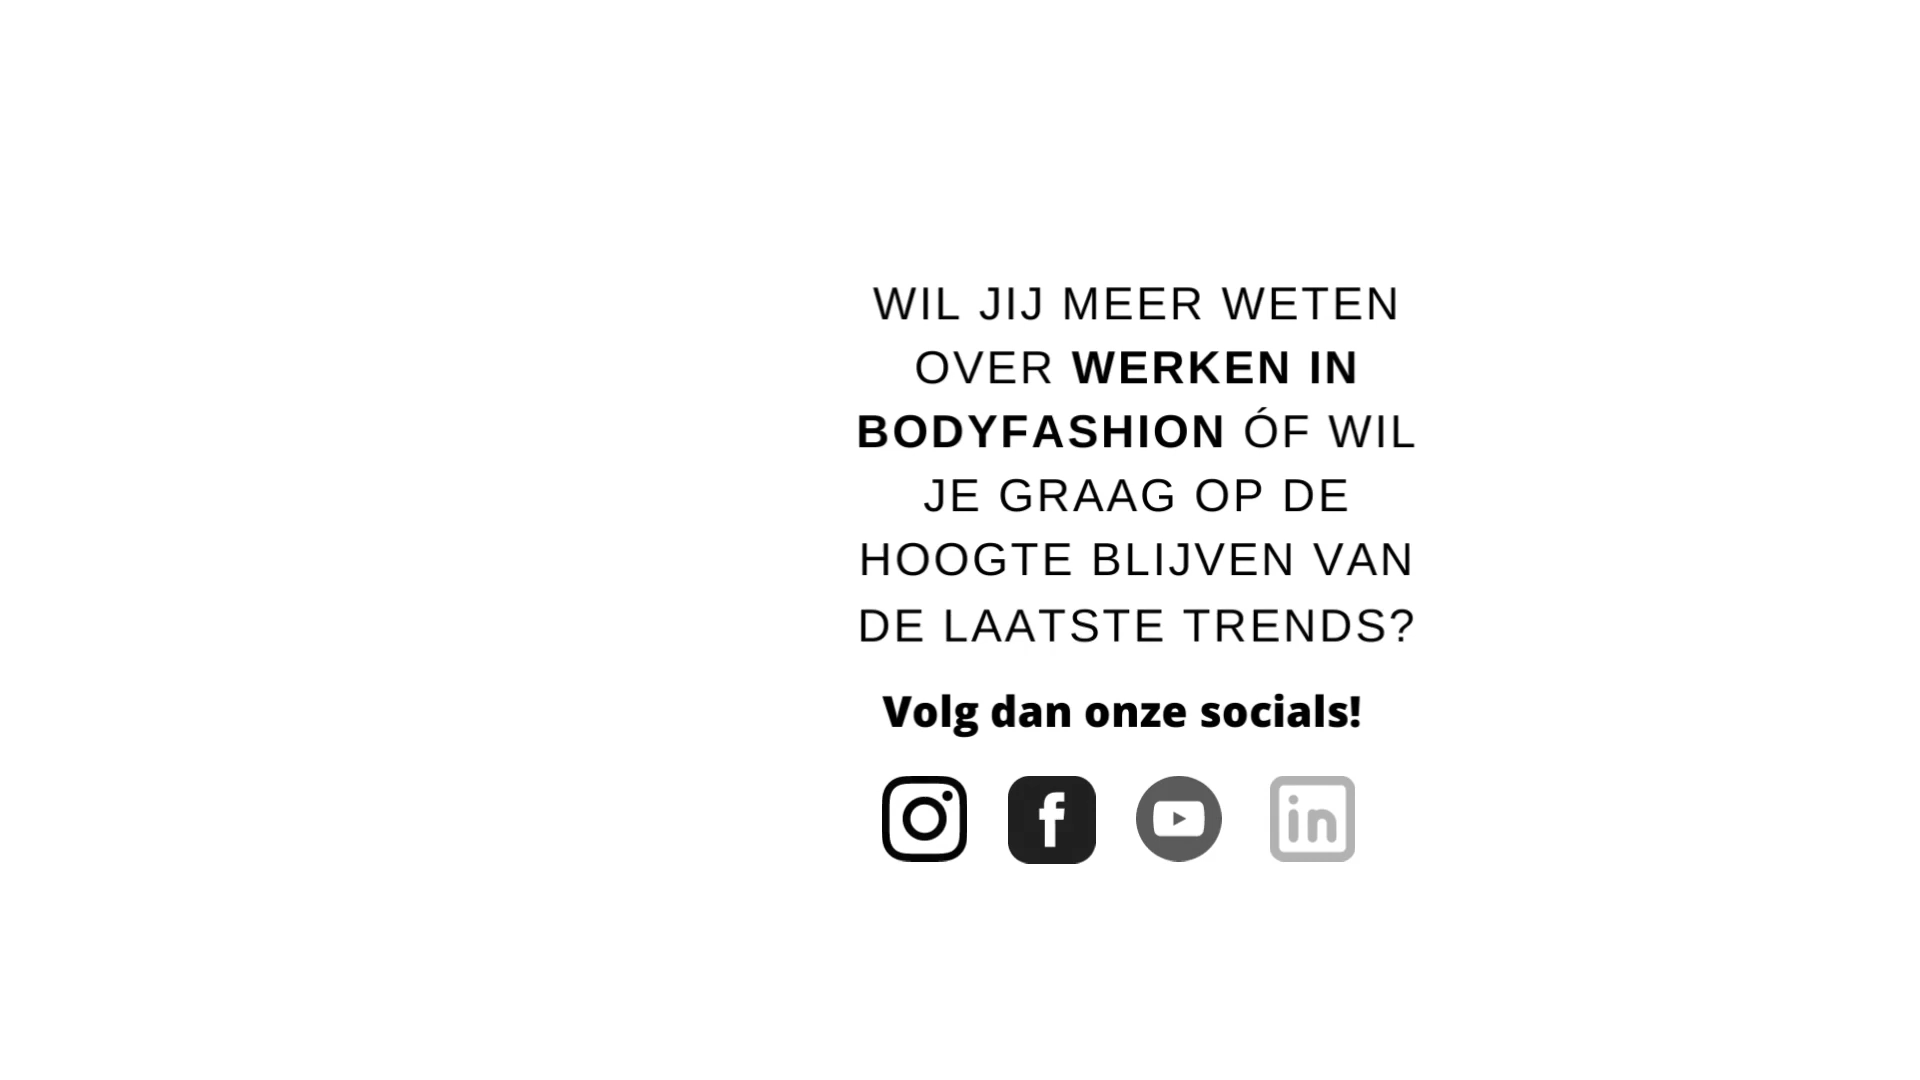 WIL JIJ MEER WETEN
OVER WERKEN IN
BODYFASHION ÓF WIL
JE GRAAG OP DE
HOOGTE BLIJVEN VAN
DE LAATSTE TRENDS?
Volg dan onze socials!